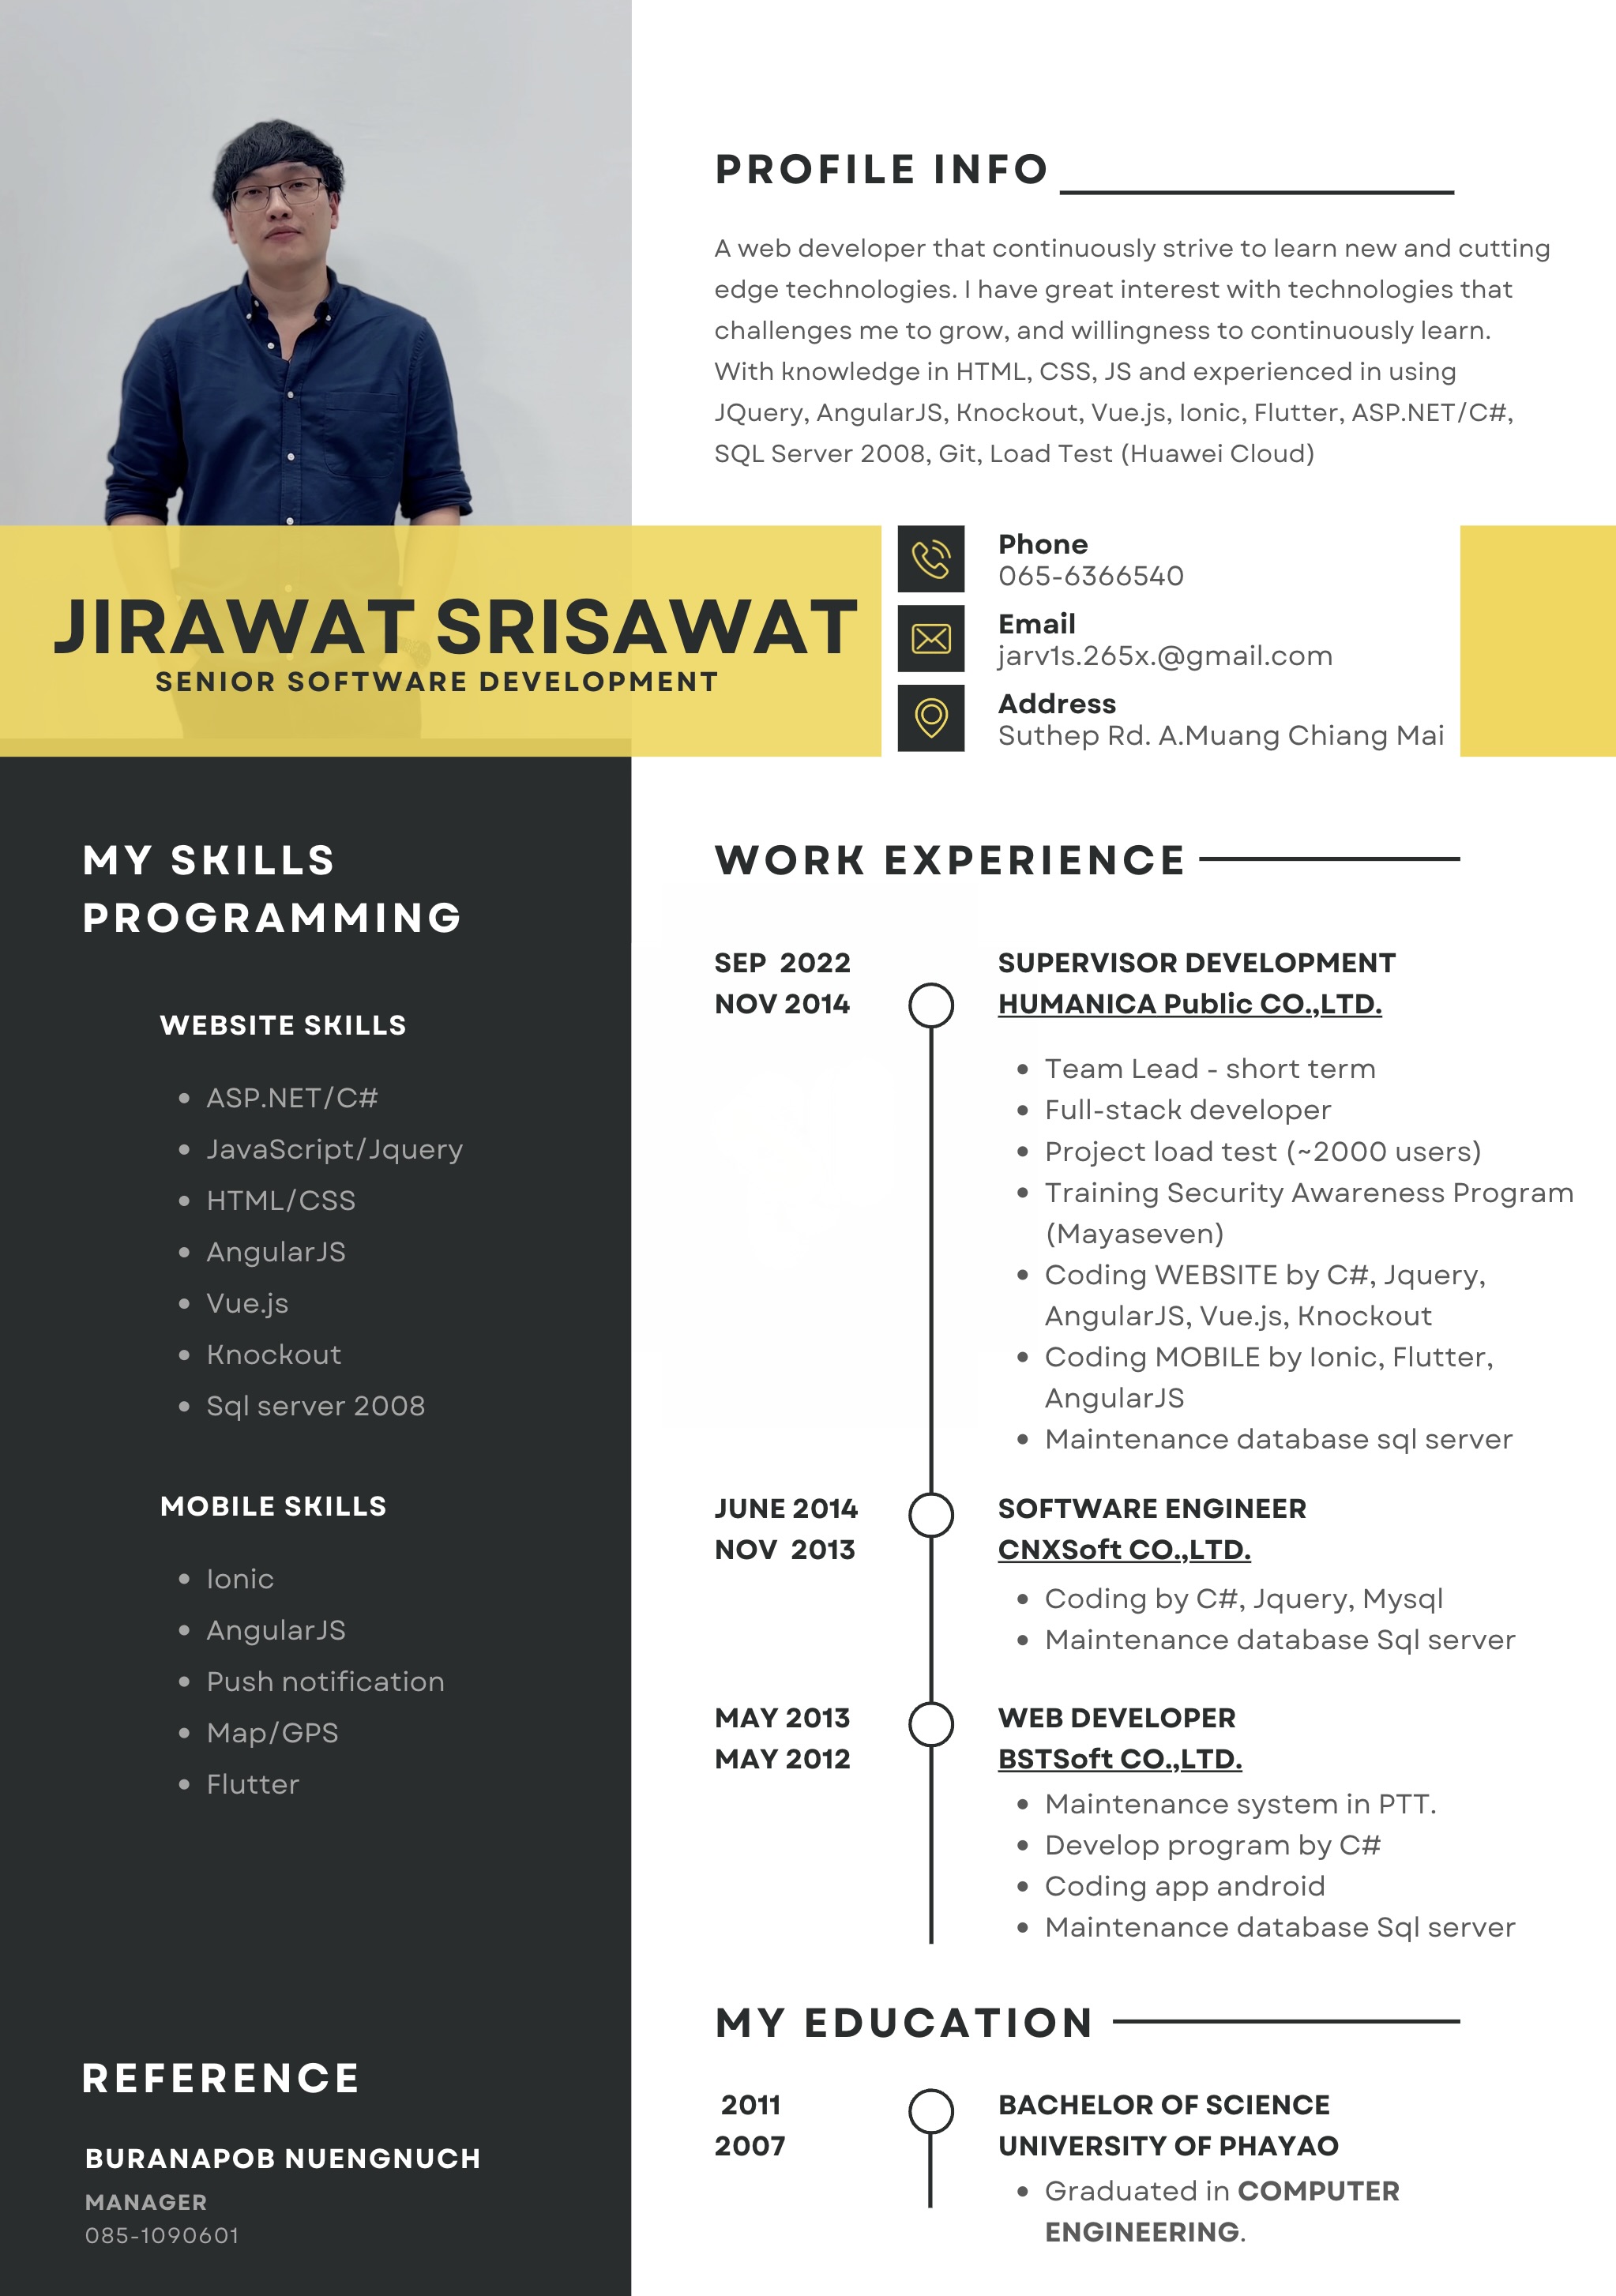 PROFILE INFO
A web developer that continuously strive to learn new and cutting
edge technologies. I have great interest with technologies that
challenges me to grow, and willingness to continuously learn.
With knowledge in HTML, CSS, JS and experienced in using
JQuery, AngularJS, Knockout, Vue.js, Ionic, Flutter, ASP.NET/C#,
SQL Server 2008, Git, Load Test (Huawei Cloud)
JIRAWAT SRISAWAT
SENIOR SOFTWARE DEVELOPMENT
Phone
065-6366540
Email
jarv1s.265x.@gmail.com
Address
Suthep Rd. A.Muang Chiang Mai
MY SKILLS
PROGRAMMING
WEBSITE SKILLS
• ASP.NET/C#
• JavaScript/Jquery
• HTML/CSS
• AngularJS
• Vue.js
• Knockout
• Sql server 2008
MOBILE SKILLS
• Ionic
• AngularJS
• Push notification
• Map/GPS
• Flutter
REFERENCE
BURANAPOB NUENGNUCH
MANAGER
085-1090601
WORK EXPERIENCE
SEP 2022
NOV 2014
SUPERVISOR DEVELOPMENT
HUMANICA Public CO.,LTD.
• Team Lead - short term
• Full-stack developer
• Project load test (~2000 users)
• Training Security Awareness Program
(Mayaseven)
• Coding WEBSITE by C#, Jquery,
AngularJS, Vue.js, Knockout
• Coding MOBILE by Ionic, Flutter,
AngularJS
• Maintenance database sql server
JUNE 2014
NOV 2013
SOFTWARE ENGINEER
CNXSoft CO.,LTD.
• Coding by C#, Jquery, Mysql
• Maintenance database Sql server
MAY 2013
MAY 2012
WEB DEVELOPER
BSTSoft CO.,LTD.
• Maintenance system in PTT.
• Develop program by C#
• Coding app android
• Maintenance database Sql server
MY EDUCATION
2011
2007
BACHELOR OF SCIENCE
UNIVERSITY OF PHAYAO
• Graduated in COMPUTER
ENGINEERING.